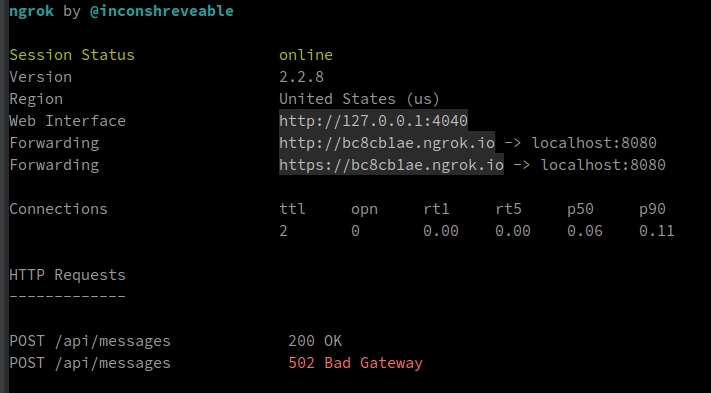 ngrok by @inconshreveable
Session Status online
Version 2.2.8
Region United States (us)
Web Interface http://127.0.0.1:4040
Forwarding http://bc8cb1ae.ngrok.io -> localhost:8080
Forwarding https://bc8cb1ae.ngrok.io -> localhost:8080
Connections ttl opn rt1 rt5 p50 p90
2 0 0.00 0.00 0.06 0.11
HTTP Requests
-------------
POST /api/messages 200 OK
POST /api/messages 502 Bad Gateway